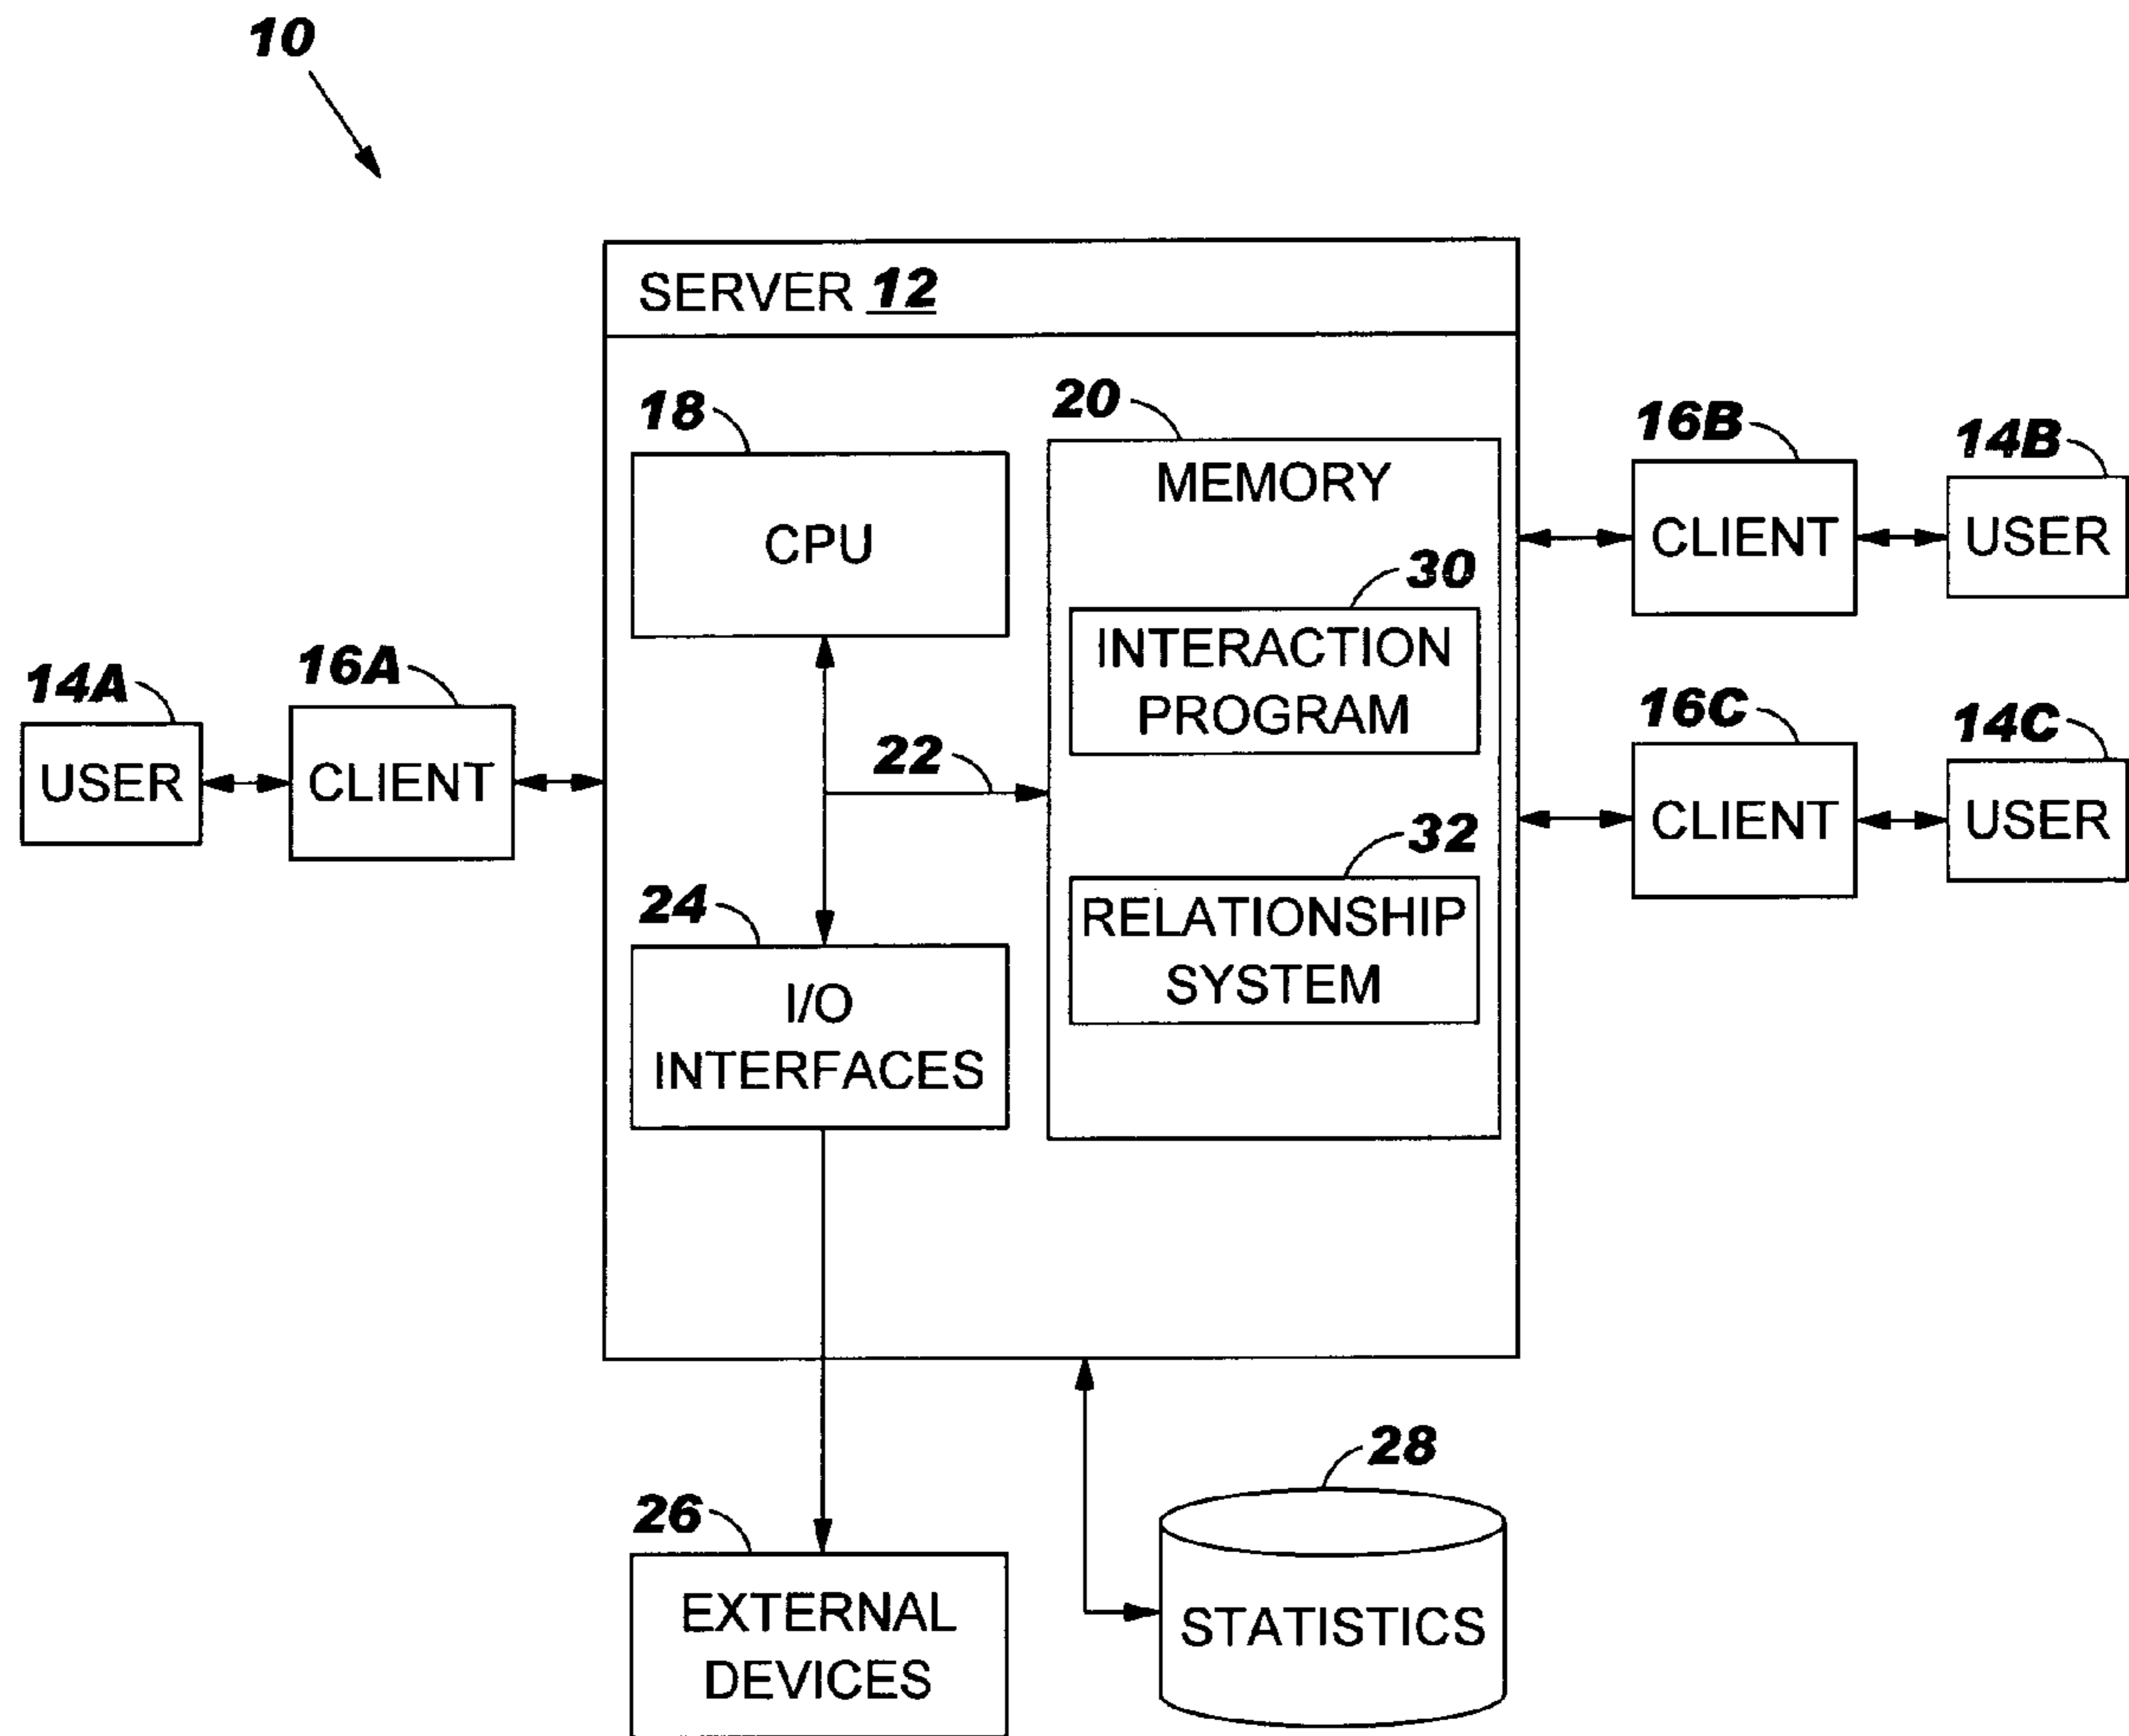 10
SERVER 12
18
CPU
20
MEMORY
30
INTERACTION
PROGRAM
22
32
RELATIONSHIP
SYSTEM
24
I/O
INTERFACES
14A
USER
16A
CLIENT
16B
CLIENT
14B
USER
16C
CLIENT
14C
USER
26
EXTERNAL
DEVICES
28
STATISTICS